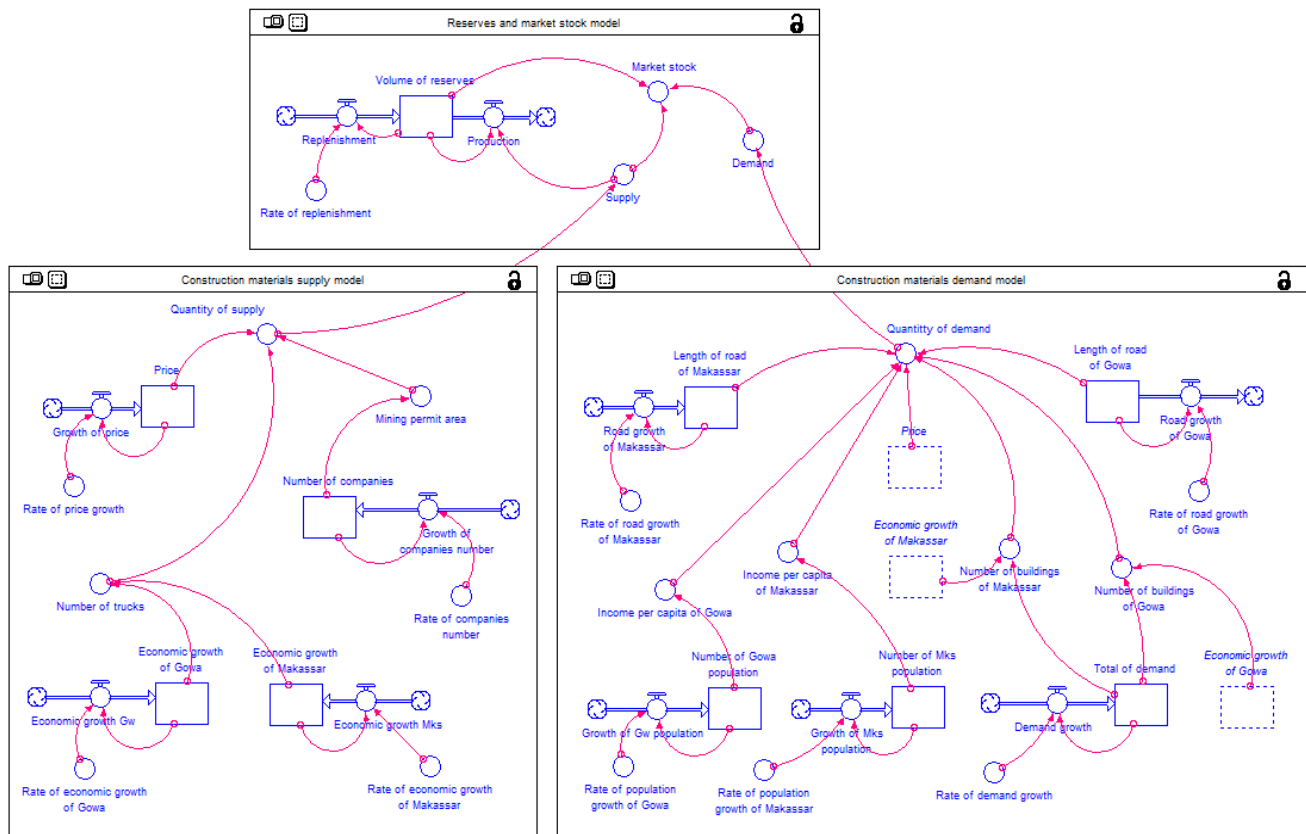 Reserves and market stock model
Market stock
Volume of reserves
Replenishment
Production
Demand
Supply
Rate of replenishment
Construction materials supply model
Quantity of supply
Price
Mining permit area
Growth of price
Number of companies
Rate of price growth
Growth of
companies number
Number of trucks
Rate of companies
number
Economic growth
of Gowa
Economic growth
of Makassar
Economic growth Gw
Economic growth Mks
Rate of economic growth
of Gowa
Rate of economic growth
of Makassar
Construction materials demand model
Quantitty of demand
Length of road
of Makassar
Length of road
of Gowa
Road growth
of Makassar
Price
Road growth
of Gowa
Rate of road growth
of Makassar
Rate of road growth
of Gowa
Economic growth
of Makassar
Income per capita
of Makassar
Number of buildings
of Makassar
Number of buildings
of Gowa
Income per capita of Gowa
Number of Gowa
population
Number of Mks
population
Total of demand
Economic growth
of Gowa
Growth of Gw population
Growth of Mks
population
Demand growth
Rate of population
growth of Gowa
Rate of population
growth of Makassar
Rate of demand growth